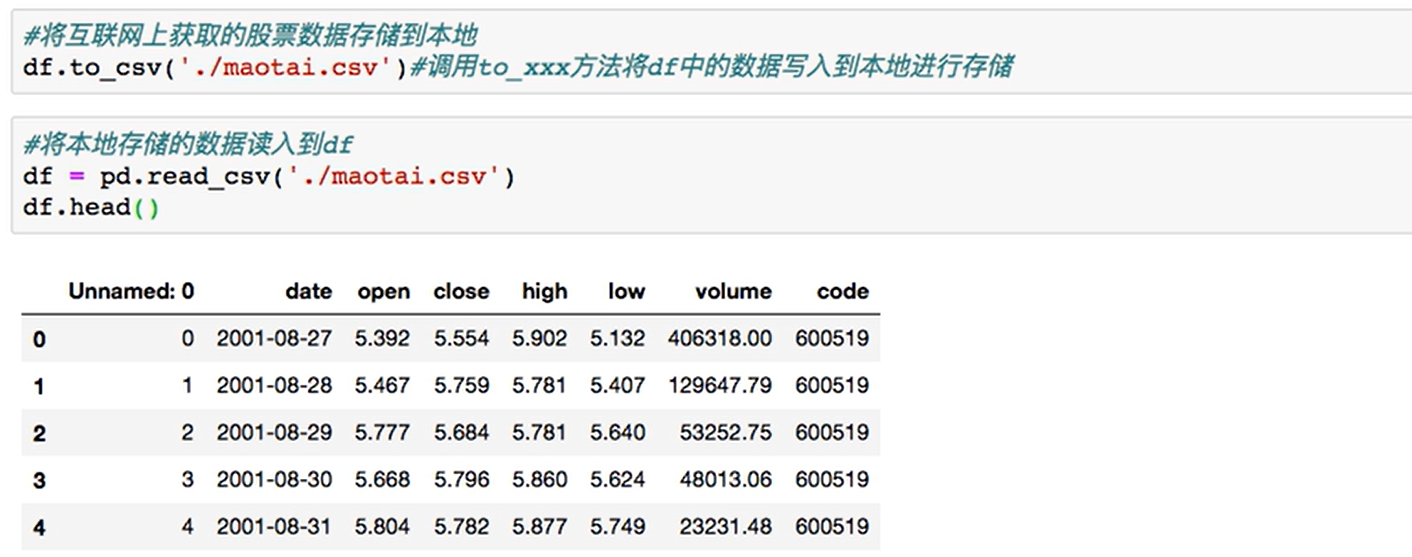 #将互联网上获取的股票数据存储到本地
df.to_csv('./maotai.csv')#调用to_xxx方法将df中的数据写入到本地进行存储
#将本地存储的数据读入到df
df = pd.read_csv('./maotai.csv')
df.head()
Unnamed: 0 date open close high low volume code
0 0 2001-08-27 5.392 5.554 5.902 5.132 406318.00 600519
1 1 2001-08-28 5.467 5.759 5.781 5.407 129647.79 600519
2 2 2001-08-29 5.777 5.684 5.781 5.640 53252.75 600519
3 3 2001-08-30 5.668 5.796 5.860 5.624 48013.06 600519
4 4 2001-08-31 5.804 5.782 5.877 5.749 23231.48 600519